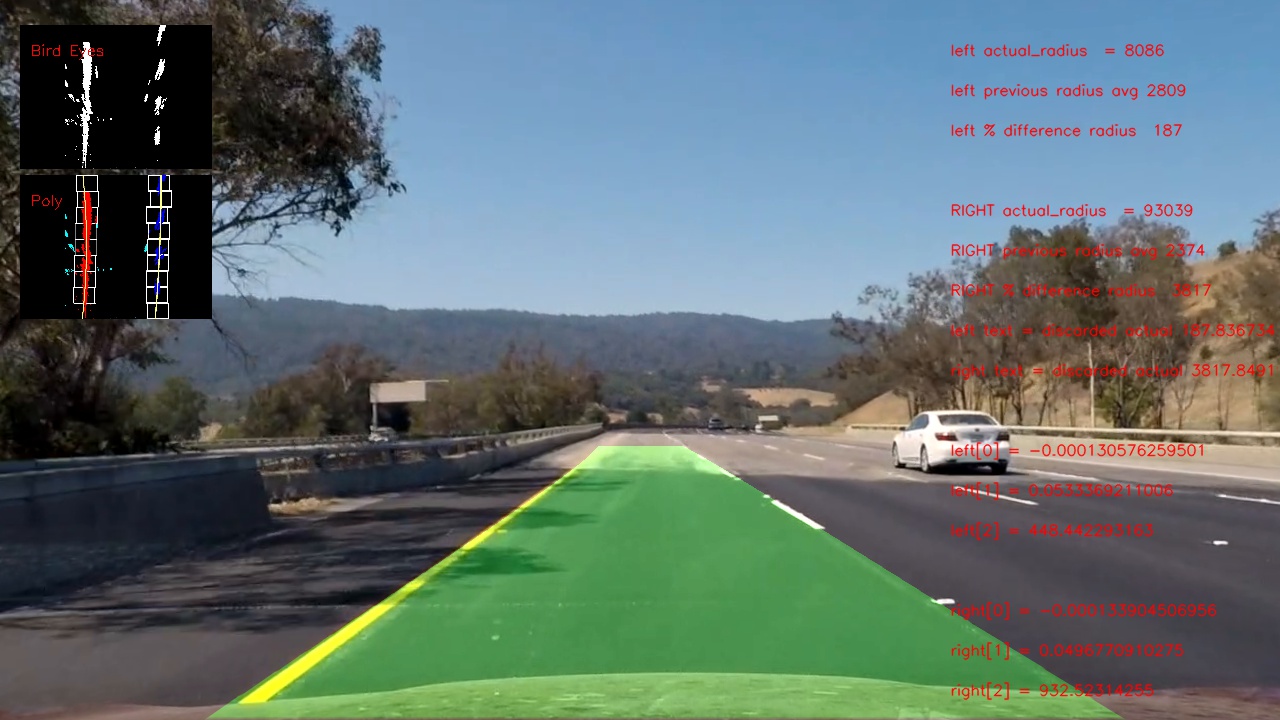 Bird Eyes
Poly
left actual_radius = 8086
left previous radius avg 2809
left % difference radius 187
RIGHT actual_radius = 93039
RIGHT previous radius avg 2374
RIGHT % difference radius 3817
left text = discarded actual 187.836734
right text = discarded actual 3817.8491
left[0] = -0.000130576259501
left[1] = 0.0533369211006
left[2] = 448.442293163
right[0] = -0.000133904506956
right[1] = 0.0496770910275
right[2] = 932.52314255